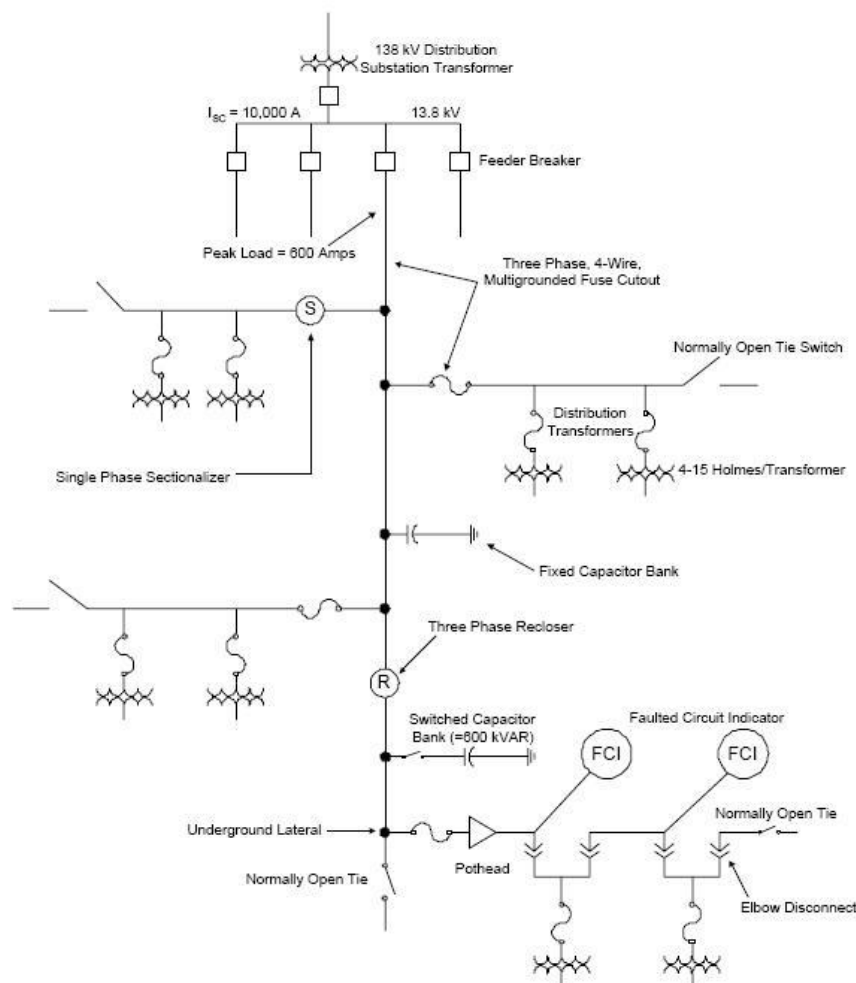 138 kV Distribution
Substation Transformer
I_SC = 10,000 A
13.8 kV
Feeder Breaker
Peak Load = 600 Amps
Three Phase, 4-Wire,
Multigrounded Fuse Cutout
S
Normally Open Tie Switch
Distribution
Transformers
Single Phase Sectionalizer
4-15 Holmes/Transformer
Fixed Capacitor Bank
Three Phase Recloser
R
Switched Capacitor
Bank (=600 kVAR)
Faulted Circuit Indicator
FCI
FCI
Underground Lateral
Normally Open Tie
Pothead
Normally Open Tie
Elbow Disconnect